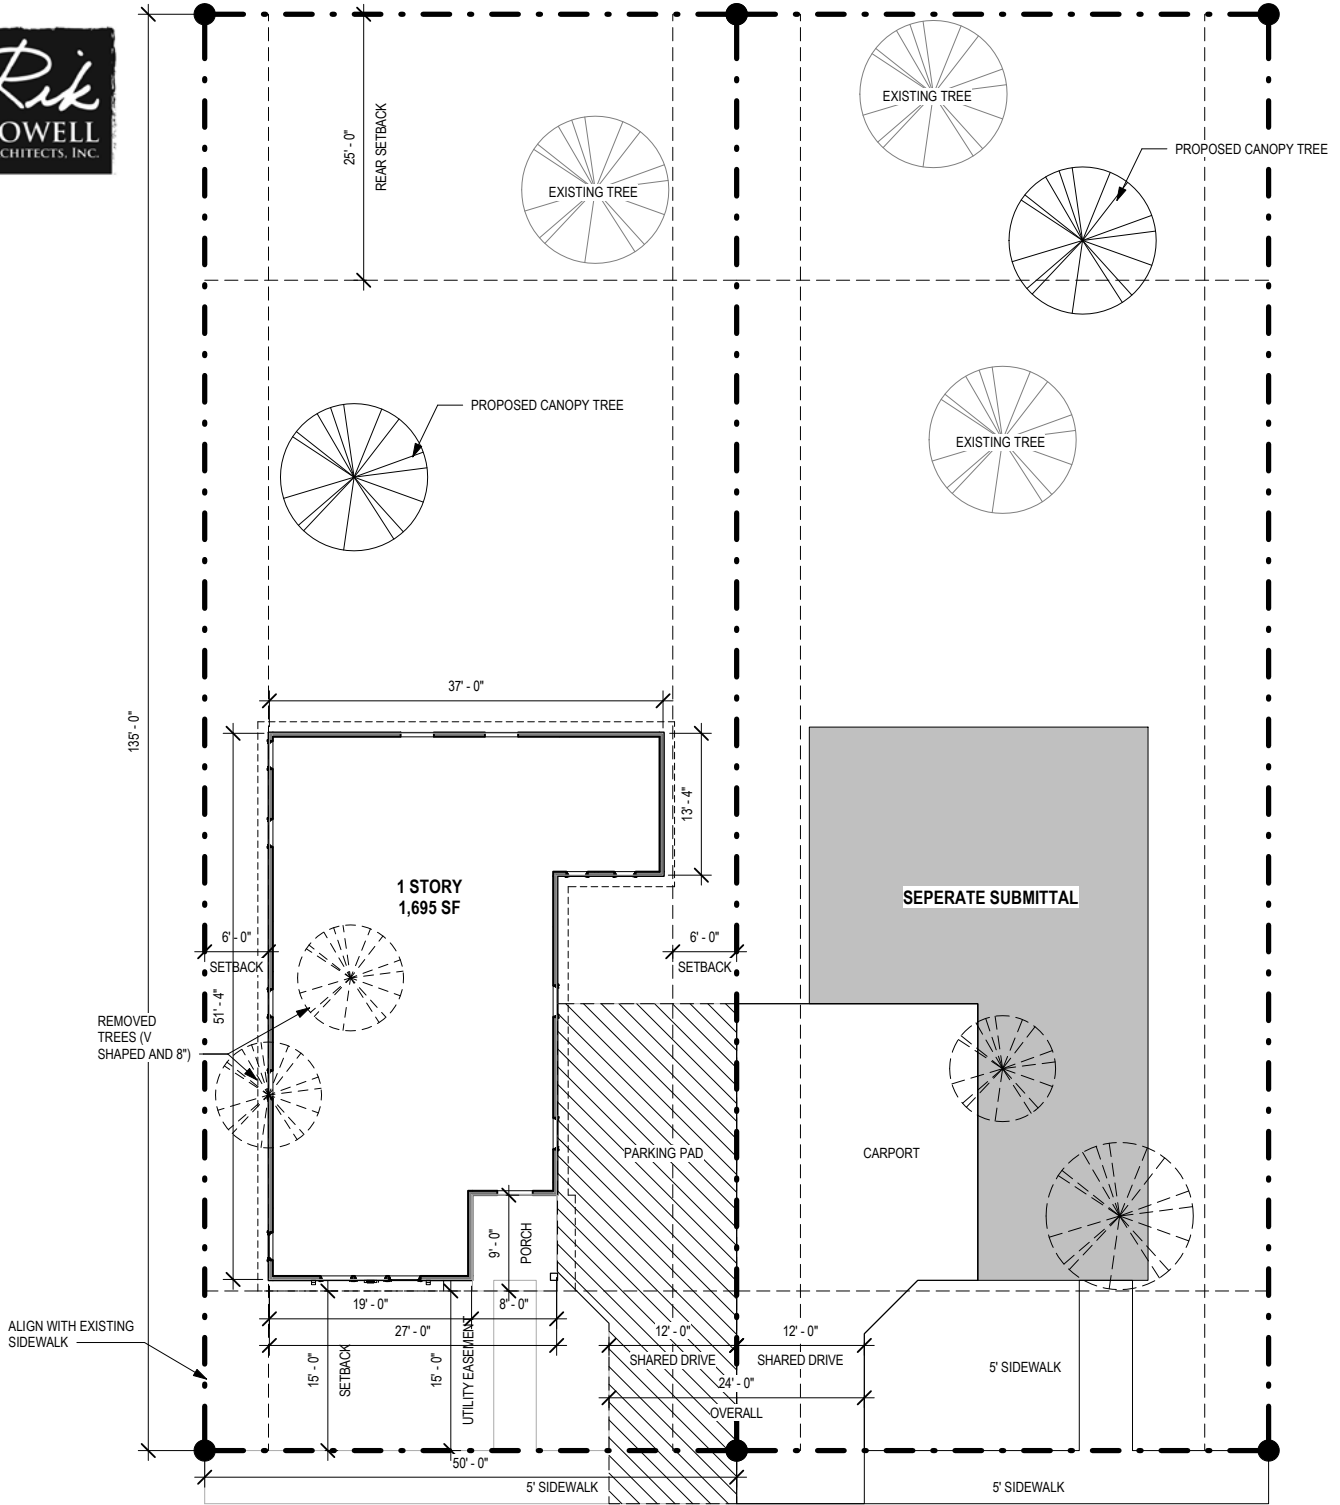 Rik
OWELL
CHITECTS, INC.
25' - 0"
REAR SETBACK
EXISTING TREE
EXISTING TREE
PROPOSED CANOPY TREE
PROPOSED CANOPY TREE
EXISTING TREE
135' - 0"
37' - 0"
13' - 4"
1 STORY
1,695 SF
SEPERATE SUBMITTAL
6' - 0"
SETBACK
6' - 0"
SETBACK
51' - 4"
REMOVED
TREES (V
SHAPED AND 8")
PARKING PAD
CARPORT
9' - 0"
PORCH
19' - 0"
8' - 0"
27' - 0"
ALIGN WITH EXISTING
SIDEWALK
15' - 0"
SETBACK
15' - 0"
UTILITY EASEMENT
12' - 0"
SHARED DRIVE
12' - 0"
SHARED DRIVE
24' - 0"
OVERALL
5' SIDEWALK
50' - 0"
5' SIDEWALK
5' SIDEWALK